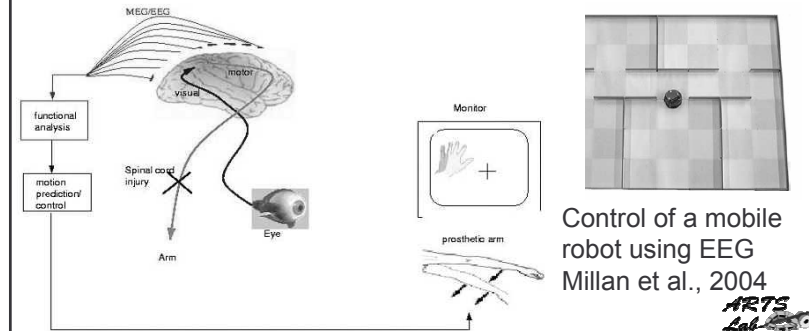 MEG/EEG
motor
visual
functional
analysis
motion
prediction/
control
Spinal cord
injury
Arm
Eye
Monitor
prosthetic arm
Control of a mobile
robot using EEG
Millan et al., 2004
ARTS
Lab